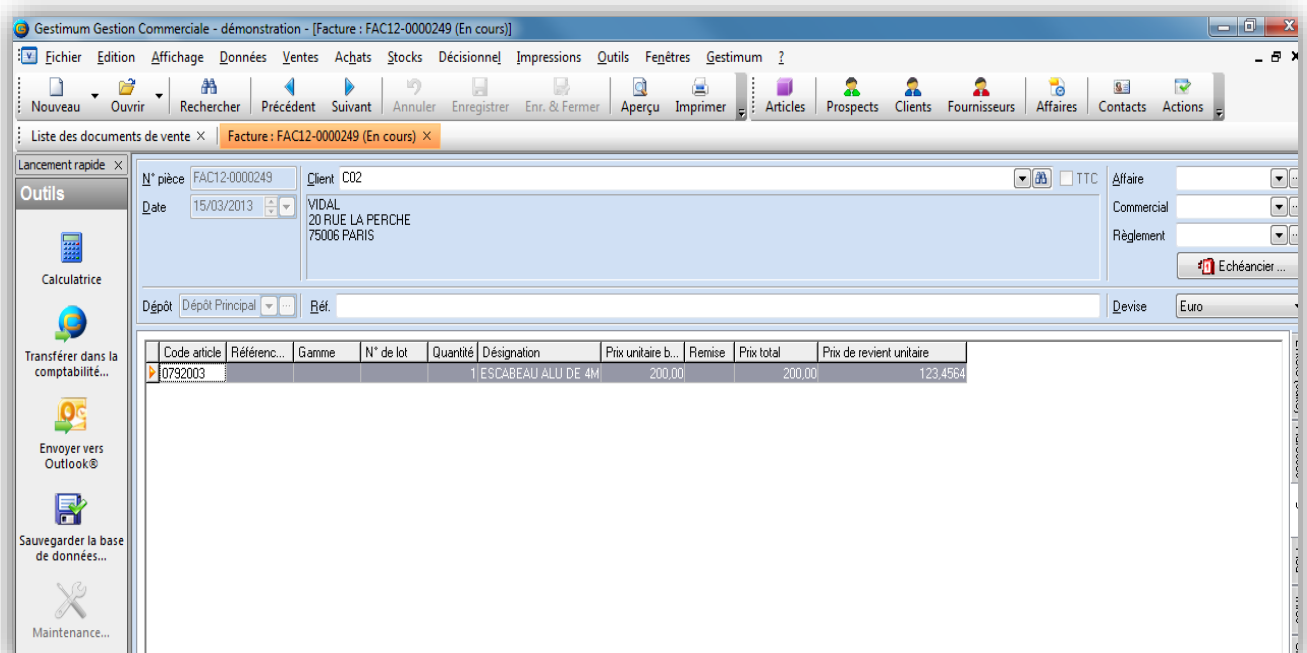 Gestimum Gestion Commerciale - démonstration - [Facture : FAC12-0000249 (En cours)]
Fichier Edition Affichage Données Ventes Achats Stocks Décisionnel Impressions Outils Fenêtres Gestimum ?
Nouveau Ouvrir Rechercher Précédent Suivant Annuler Enregistrer Enr. & Fermer Aperçu Imprimer Articles Prospects Clients Fournisseurs Affaires Contacts Actions
Liste des documents de vente × Facture : FAC12-0000249 (En cours) ×
Lancement rapide ×
Outils
Calculatrice
Transférer dans la
comptabilité...
Envoyer vers
Outlook®
Sauvegarder la base
de données...
Maintenance...
N° pièce FAC12-0000249 Client C02 TTC Affaire
Date 15/03/2013 VIDAL Commercial
20 RUE LA PERCHE
75006 PARIS Règlement
Echéancier ...
Dépôt Dépôt Principal Réf. Devise Euro
Code article Référenc... Gamme N° de lot Quantité Désignation Prix unitaire b... Remise Prix total Prix de revient unitaire
0792003 1 ESCABEAU ALU DE 4M 200,00 200,00 123,4564